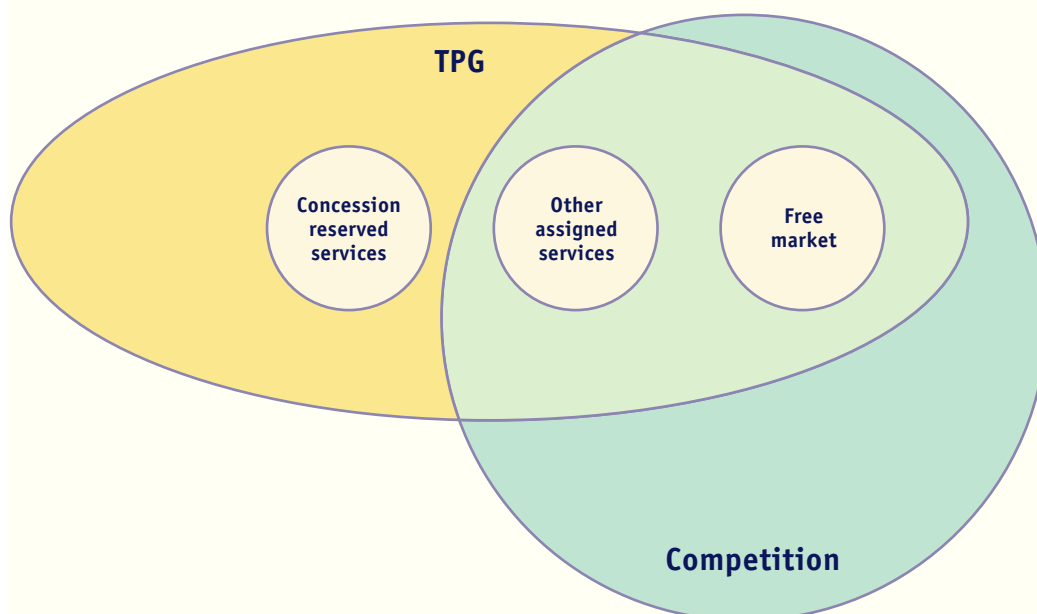 TPG
Concession
reserved
services
Other
assigned
services
Free
market
Competition